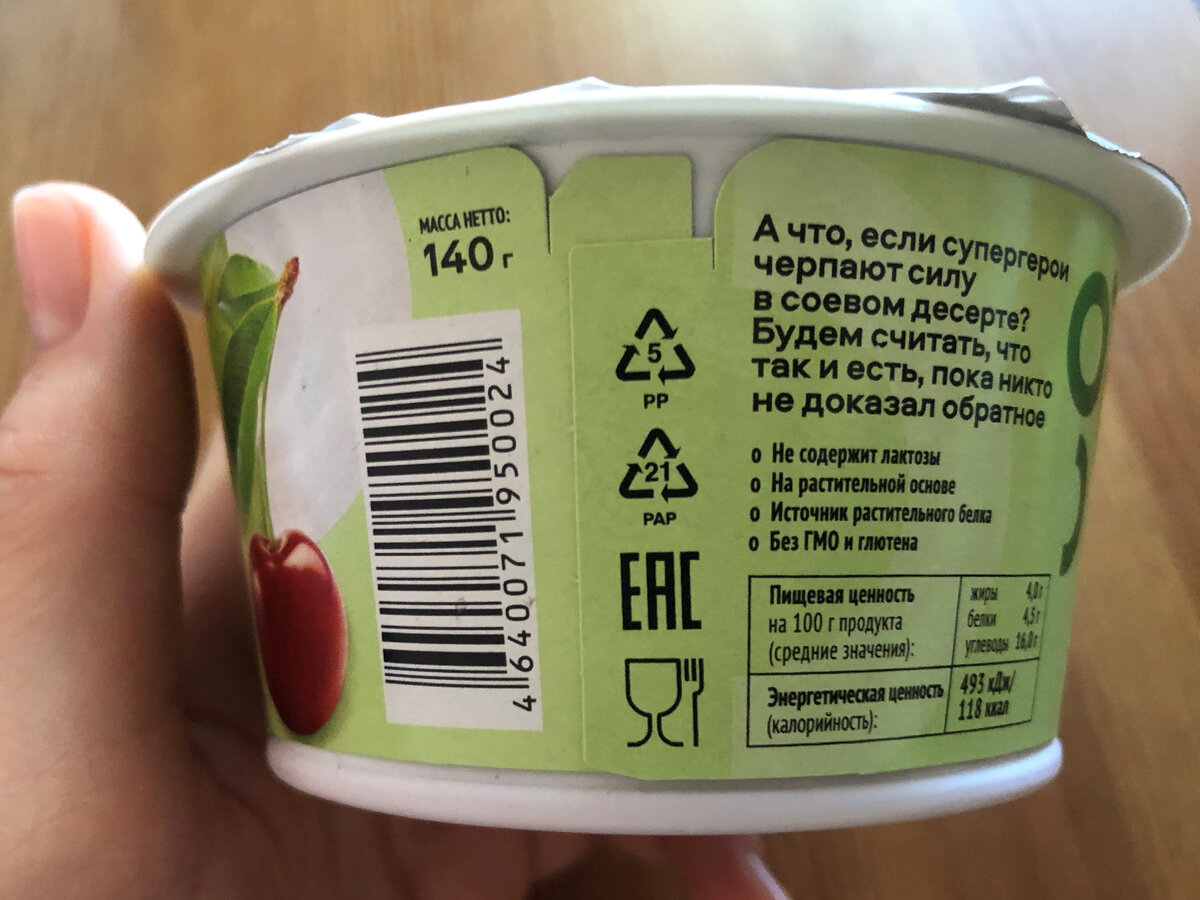 МАССА НЕТТО:
140 г
4 640071 950024
5
PP
21
PAP
EAC
А что, если супергерои
черпают силу
в соевом десерте?
Будем считать, что
так и есть, пока никто
не доказал обратное
o Не содержит лактозы
o На растительной основе
o Источник растительного белка
o Без ГМО и глютена
Пищевая ценность
на 100 г продукта
(средние значения):
жиры 4,0 г
белки 4,5 г
углеводы 16,0 г
Энергетическая ценность
(калорийность):
493 кДж/
118 ккал